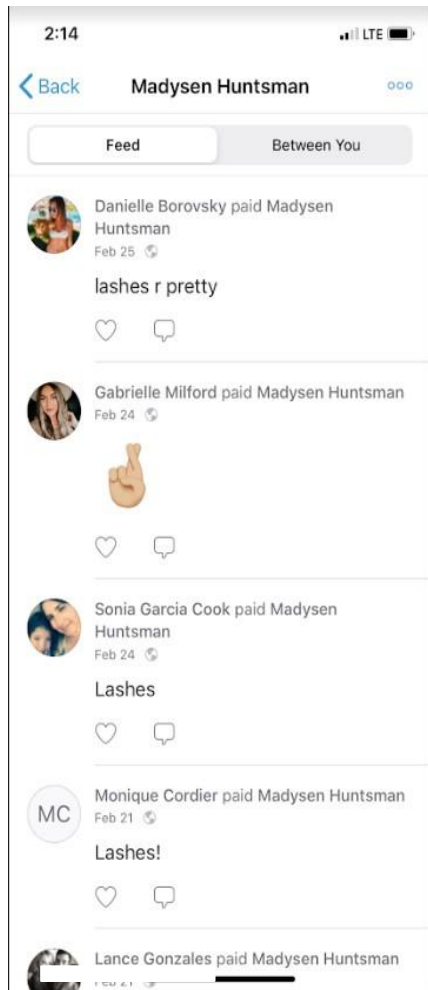 2:14
LTE
Back
Madysen Huntsman
Feed
Between You
Danielle Borovsky paid Madysen
Huntsman
Feb 25
lashes r pretty
Gabrielle Milford paid Madysen Huntsman
Feb 24
Sonia Garcia Cook paid Madysen
Huntsman
Feb 24
Lashes
MC
Monique Cordier paid Madysen Huntsman
Feb 21
Lashes!
Lance Gonzales paid Madysen Huntsman
Feb 21